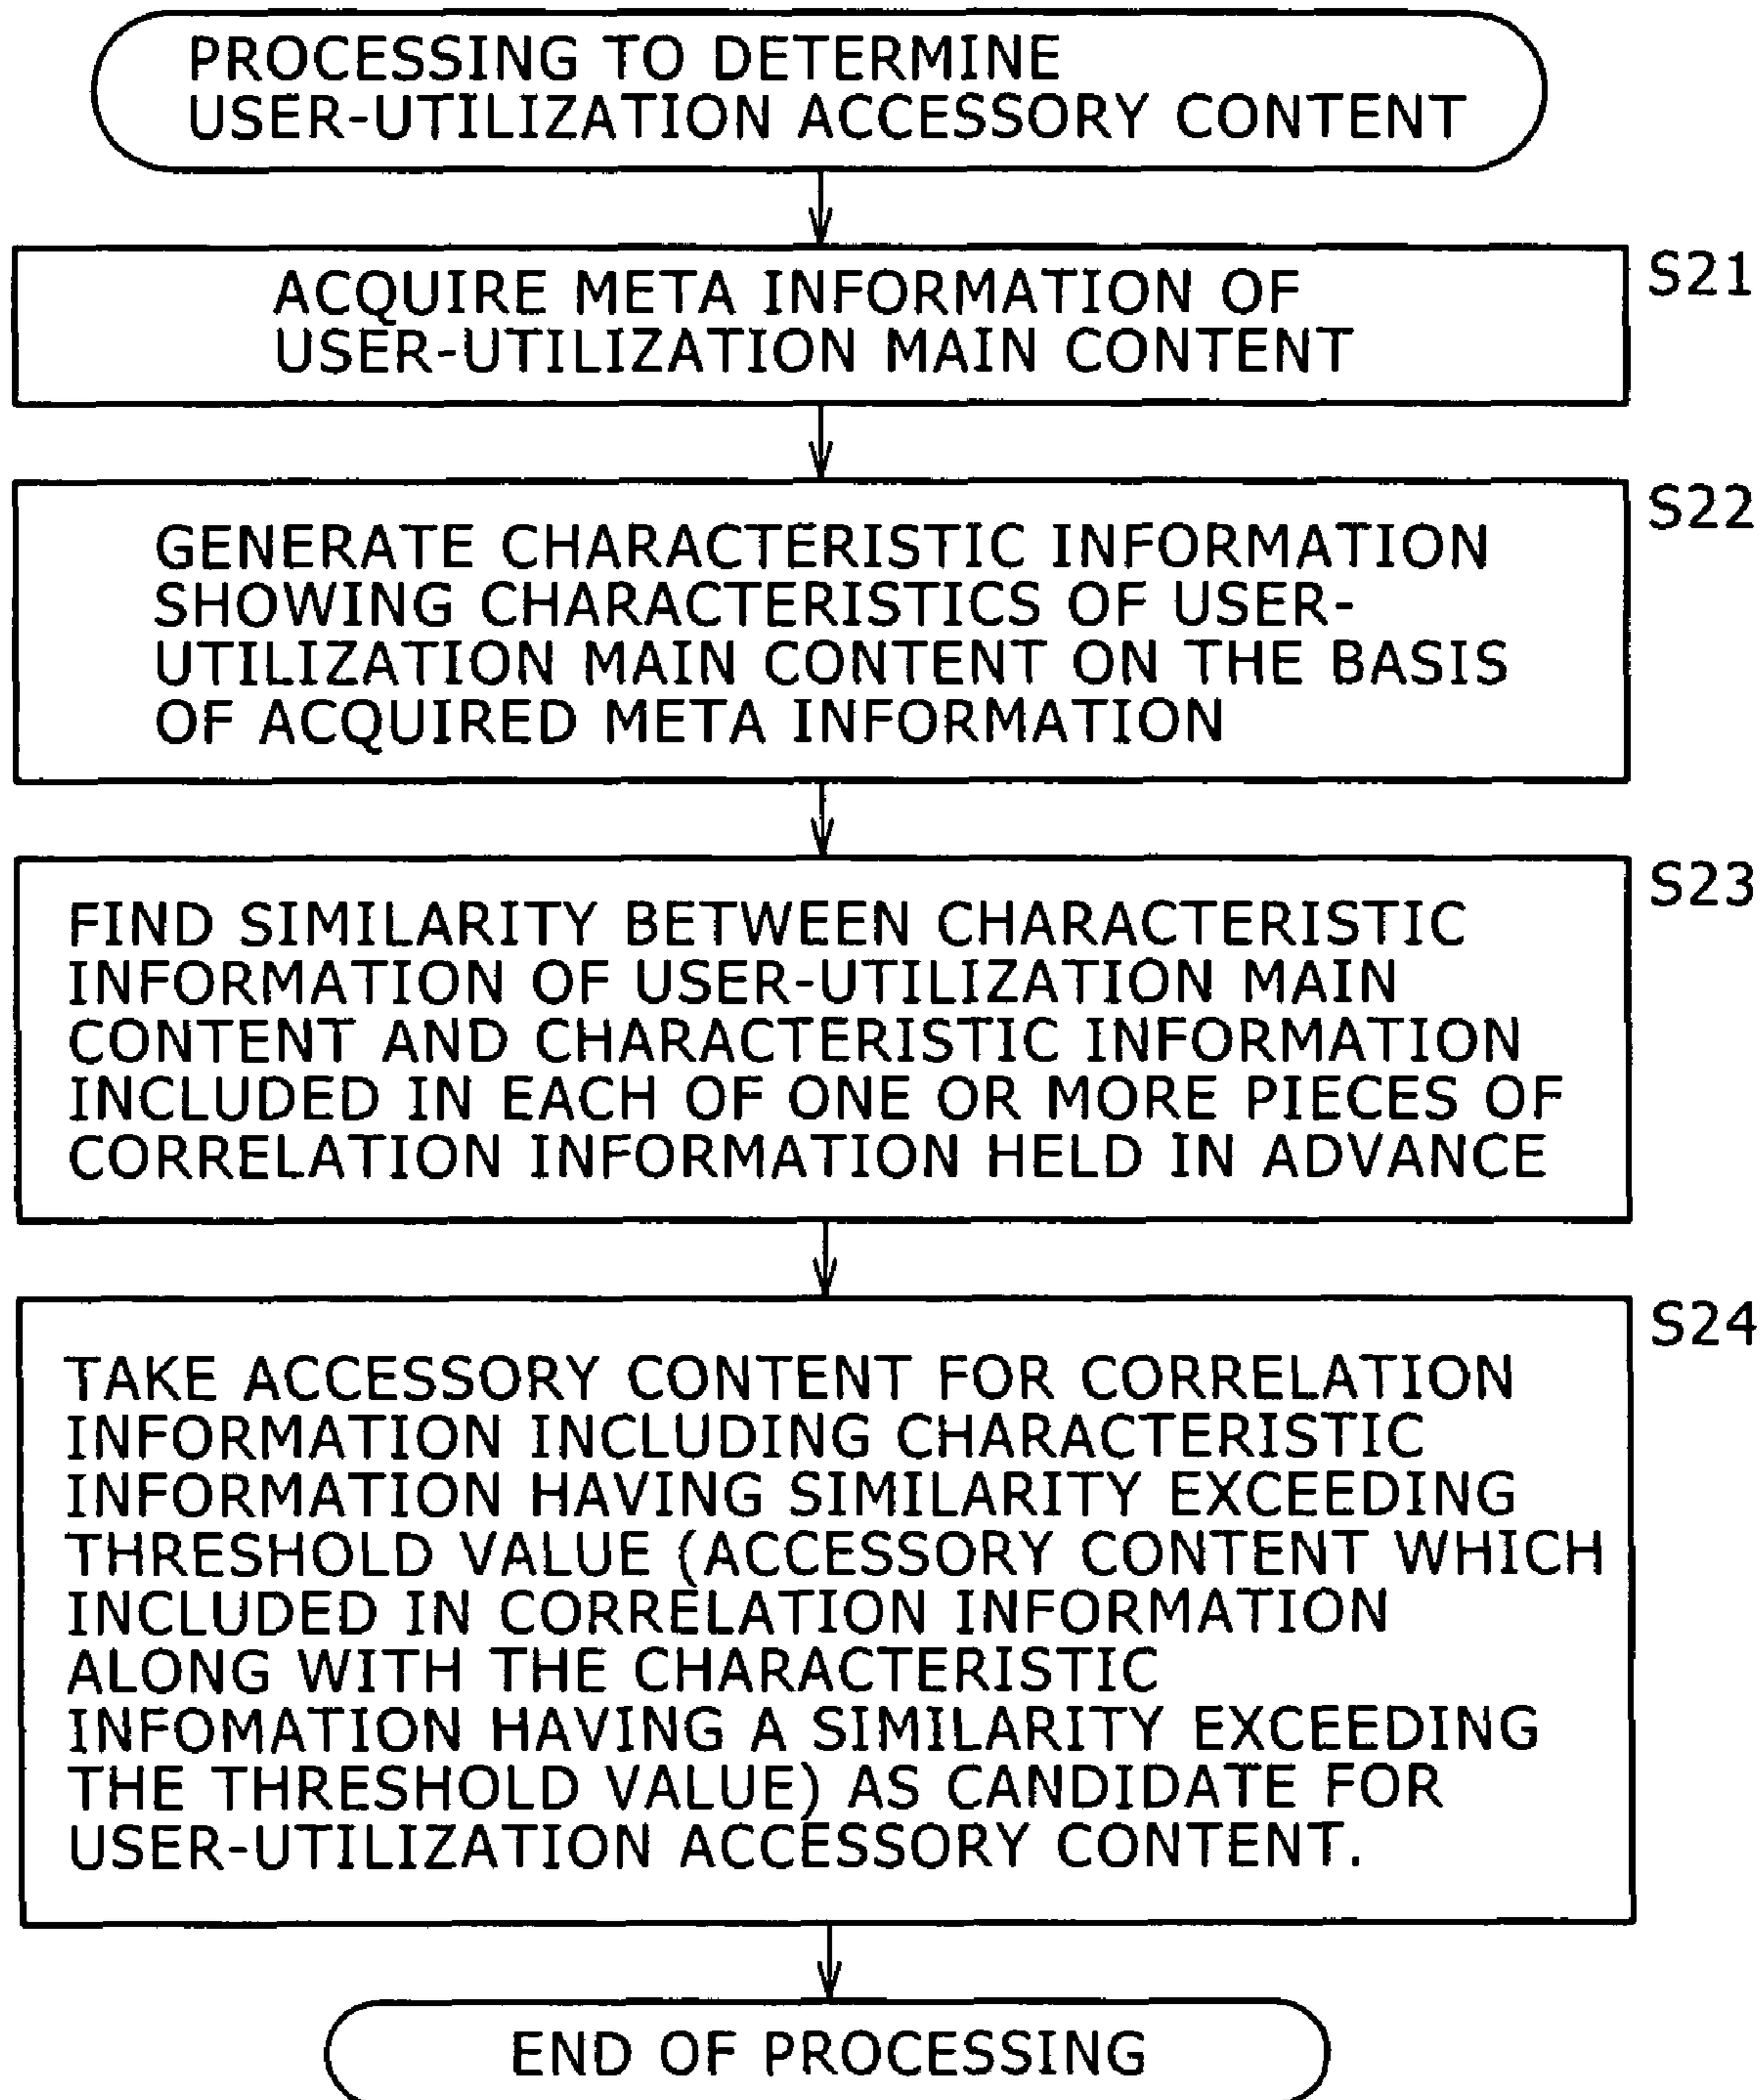 PROCESSING TO DETERMINE
USER-UTILIZATION ACCESSORY CONTENT
S21
ACQUIRE META INFORMATION OF
USER-UTILIZATION MAIN CONTENT
S22
GENERATE CHARACTERISTIC INFORMATION
SHOWING CHARACTERISTICS OF USER-
UTILIZATION MAIN CONTENT ON THE BASIS
OF ACQUIRED META INFORMATION
S23
FIND SIMILARITY BETWEEN CHARACTERISTIC
INFORMATION OF USER-UTILIZATION MAIN
CONTENT AND CHARACTERISTIC INFORMATION
INCLUDED IN EACH OF ONE OR MORE PIECES OF
CORRELATION INFORMATION HELD IN ADVANCE
S24
TAKE ACCESSORY CONTENT FOR CORRELATION
INFORMATION INCLUDING CHARACTERISTIC
INFORMATION HAVING SIMILARITY EXCEEDING
THRESHOLD VALUE (ACCESSORY CONTENT WHICH
INCLUDED IN CORRELATION INFORMATION
ALONG WITH THE CHARACTERISTIC
INFOMATION HAVING A SIMILARITY EXCEEDING
THE THRESHOLD VALUE) AS CANDIDATE FOR
USER-UTILIZATION ACCESSORY CONTENT.
END OF PROCESSING